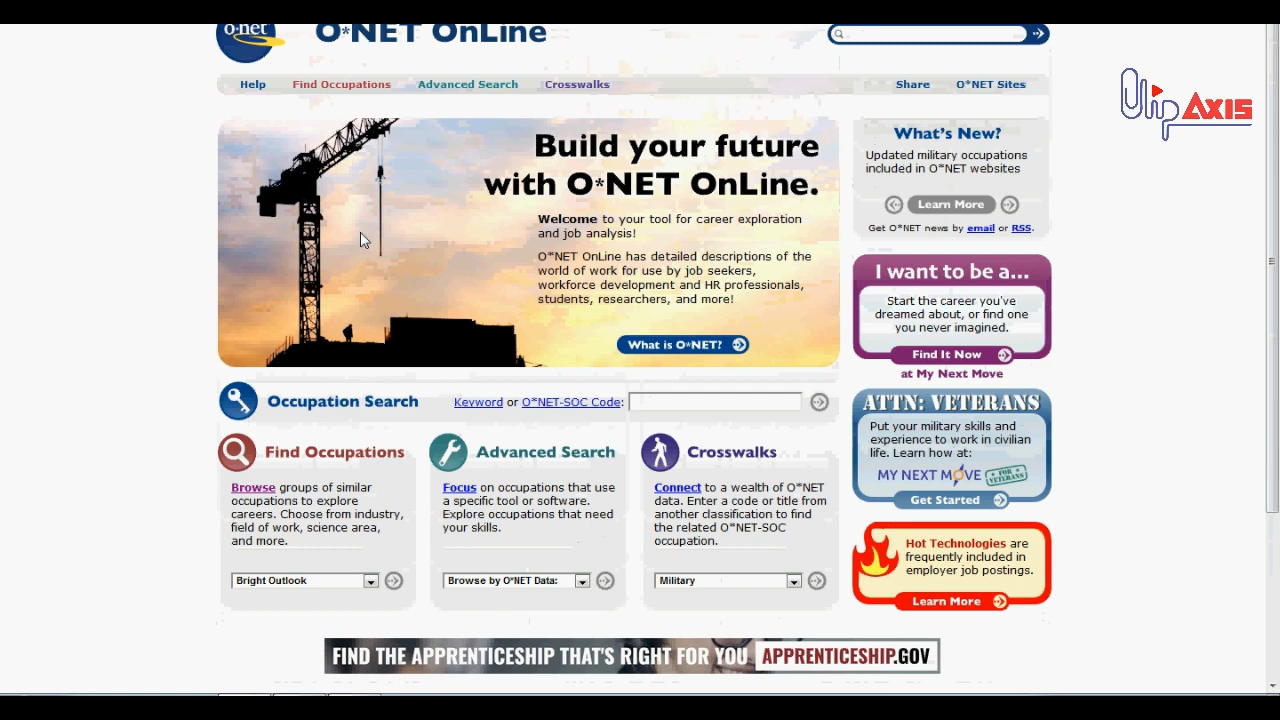 o·net
O*NET OnLine
Help
Find Occupations
Advanced Search
Crosswalks
Share
O*NET Sites
ClipAXIS
Build your future
with O*NET OnLine.
Welcome to your tool for career exploration
and job analysis!
O*NET OnLine has detailed descriptions of the
world of work for use by job seekers,
workforce development and HR professionals,
students, researchers, and more!
What is O*NET?
What's New?
Updated military occupations
included in O*NET websites
Learn More
Get O*NET news by email or RSS.
I want to be a...
Start the career you've
dreamed about, or find one
you never imagined.
Find It Now
at My Next Move
ATTN: VETERANS
Put your military skills and
experience to work in civilian
life. Learn how at:
MY NEXT MOVE
FOR VETERANS
Get Started
Hot Technologies are
frequently included in
employer job postings.
Learn More
Occupation Search
Keyword or O*NET-SOC Code:
Find Occupations
Browse groups of similar
occupations to explore
careers. Choose from industry,
field of work, science area,
and more.
Bright Outlook
Advanced Search
Focus on occupations that use
a specific tool or software.
Explore occupations that need
your skills.
Browse by O*NET Data:
Crosswalks
Connect to a wealth of O*NET
data. Enter a code or title from
another classification to find
the related O*NET-SOC
occupation.
Military
FIND THE APPRENTICESHIP THAT'S RIGHT FOR YOU APPRENTICESHIP.GOV